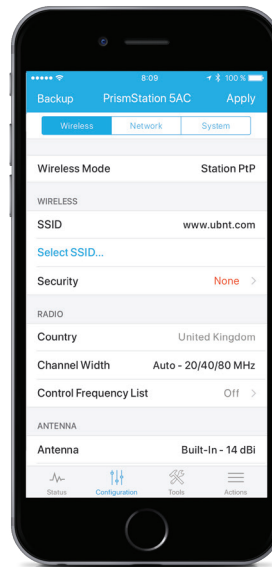 8:09 100 %
Backup PrismStation 5AC Apply
Wireless Network System
Wireless Mode Station PtP
WIRELESS
SSID www.ubnt.com
Select SSID...
Security None >
RADIO
Country United Kingdom
Channel Width Auto - 20/40/80 MHz
Control Frequency List Off >
ANTENNA
Antenna Built-In - 14 dBi
Status Configuration Tools Actions